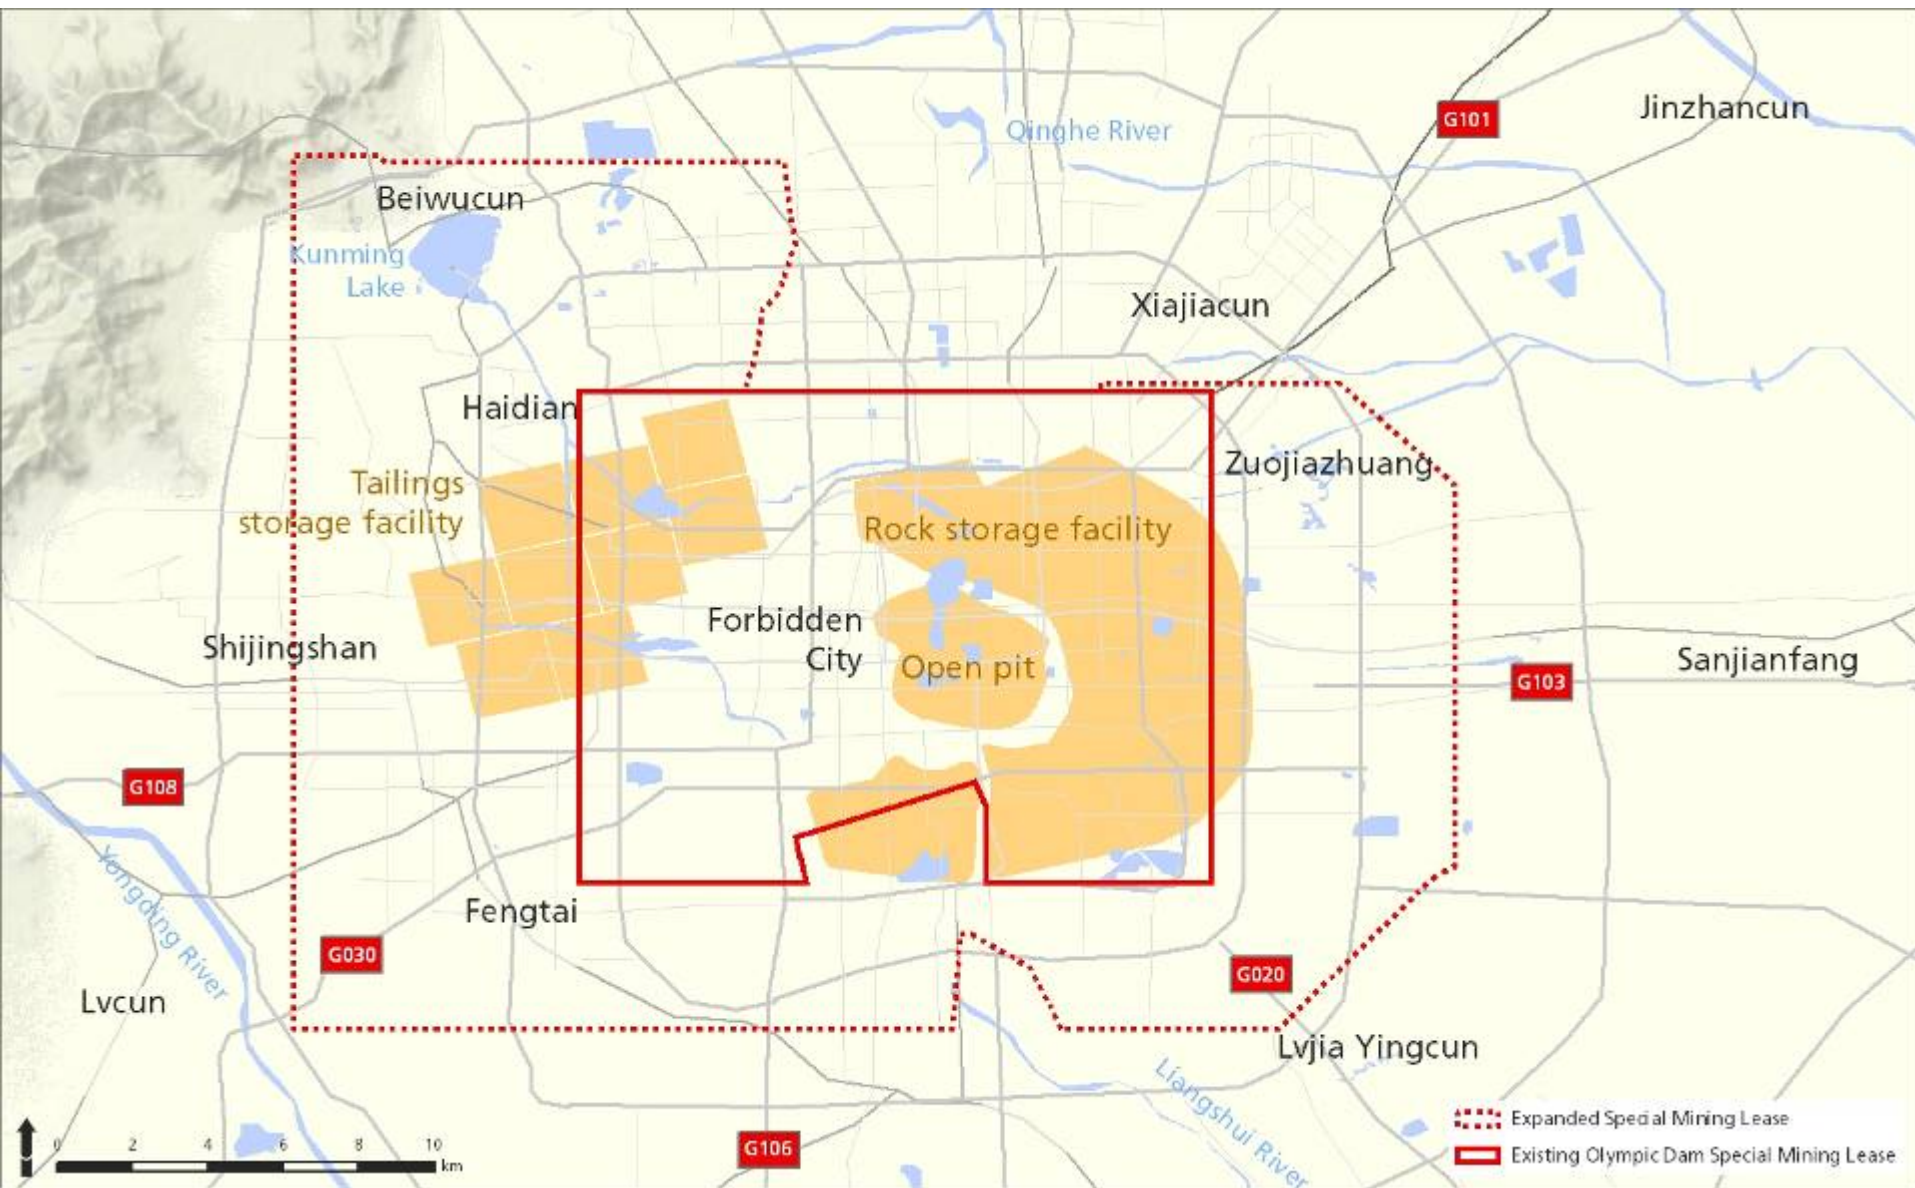 G101
Jinzhancun
Qinghe River
Beiwucun
Kunming
Lake
Xiajiacun
Haidian
Zuojiazhuang
Tailings
storage facility
Rock storage facility
Forbidden
City
Shijingshan
Open pit
Sanjianfang
G103
G108
Yongding River
Fengtai
G030
G020
Lvcun
Lvjia Yingcun
Liangshui River
Expanded Special Mining Lease
0 2 4 6 8 10
km
G106
Existing Olympic Dam Special Mining Lease